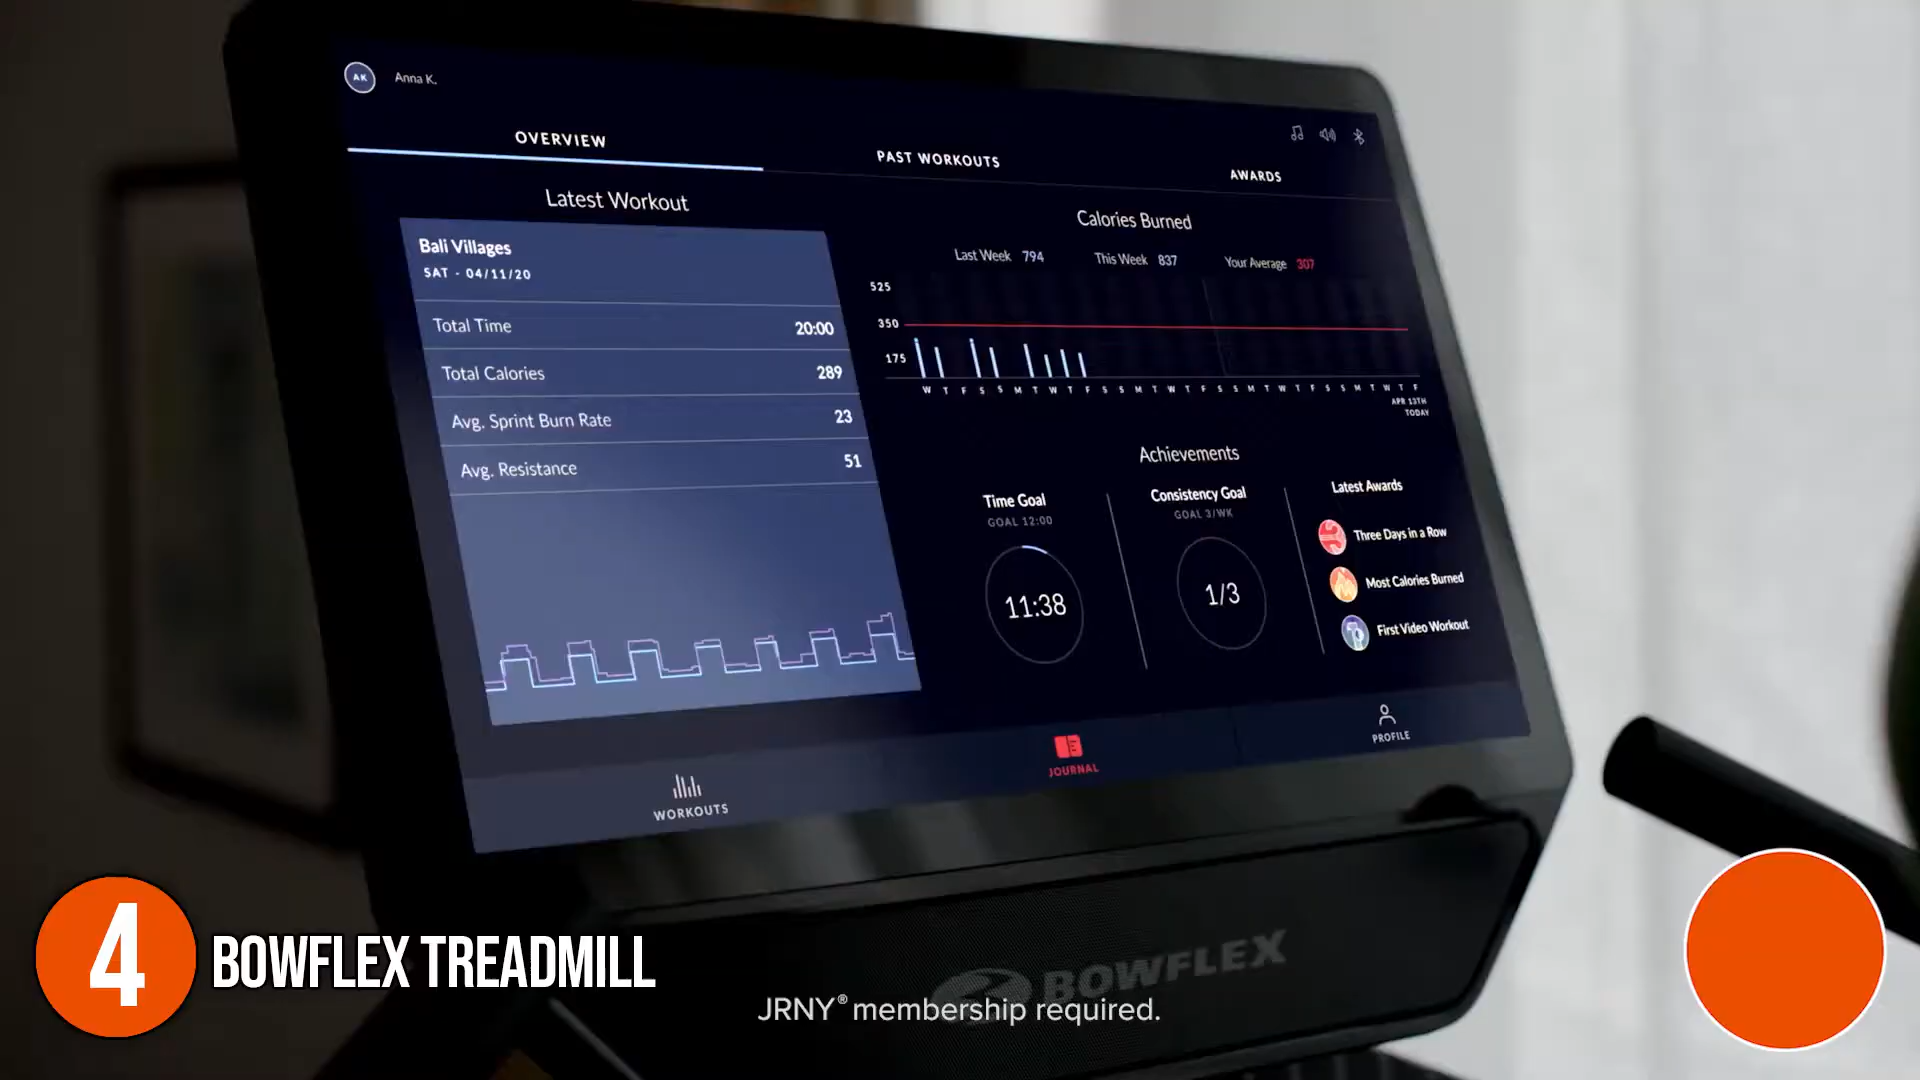 AK
Anna K.
OVERVIEW
PAST WORKOUTS
AWARDS
Latest Workout
Bali Villages
SAT - 04/11/20
Total Time 20:00
Total Calories 289
Avg. Sprint Burn Rate 23
Avg. Resistance 51
Calories Burned
Last Week 794 This Week 837 Your Average 307
525
350
175
W T F S S M T W T F S S M T W T F S S M T W T F S S M T W T F
APR 13TH
TODAY
Achievements
Time Goal
GOAL 12:00
11:38
Consistency Goal
GOAL 3/WK
1/3
Latest Awards
Three Days in a Row
Most Calories Burned
First Video Workout
WORKOUTS
JOURNAL
PROFILE
BOWFLEX
4 BOWFLEX TREADMILL
JRNY® membership required.